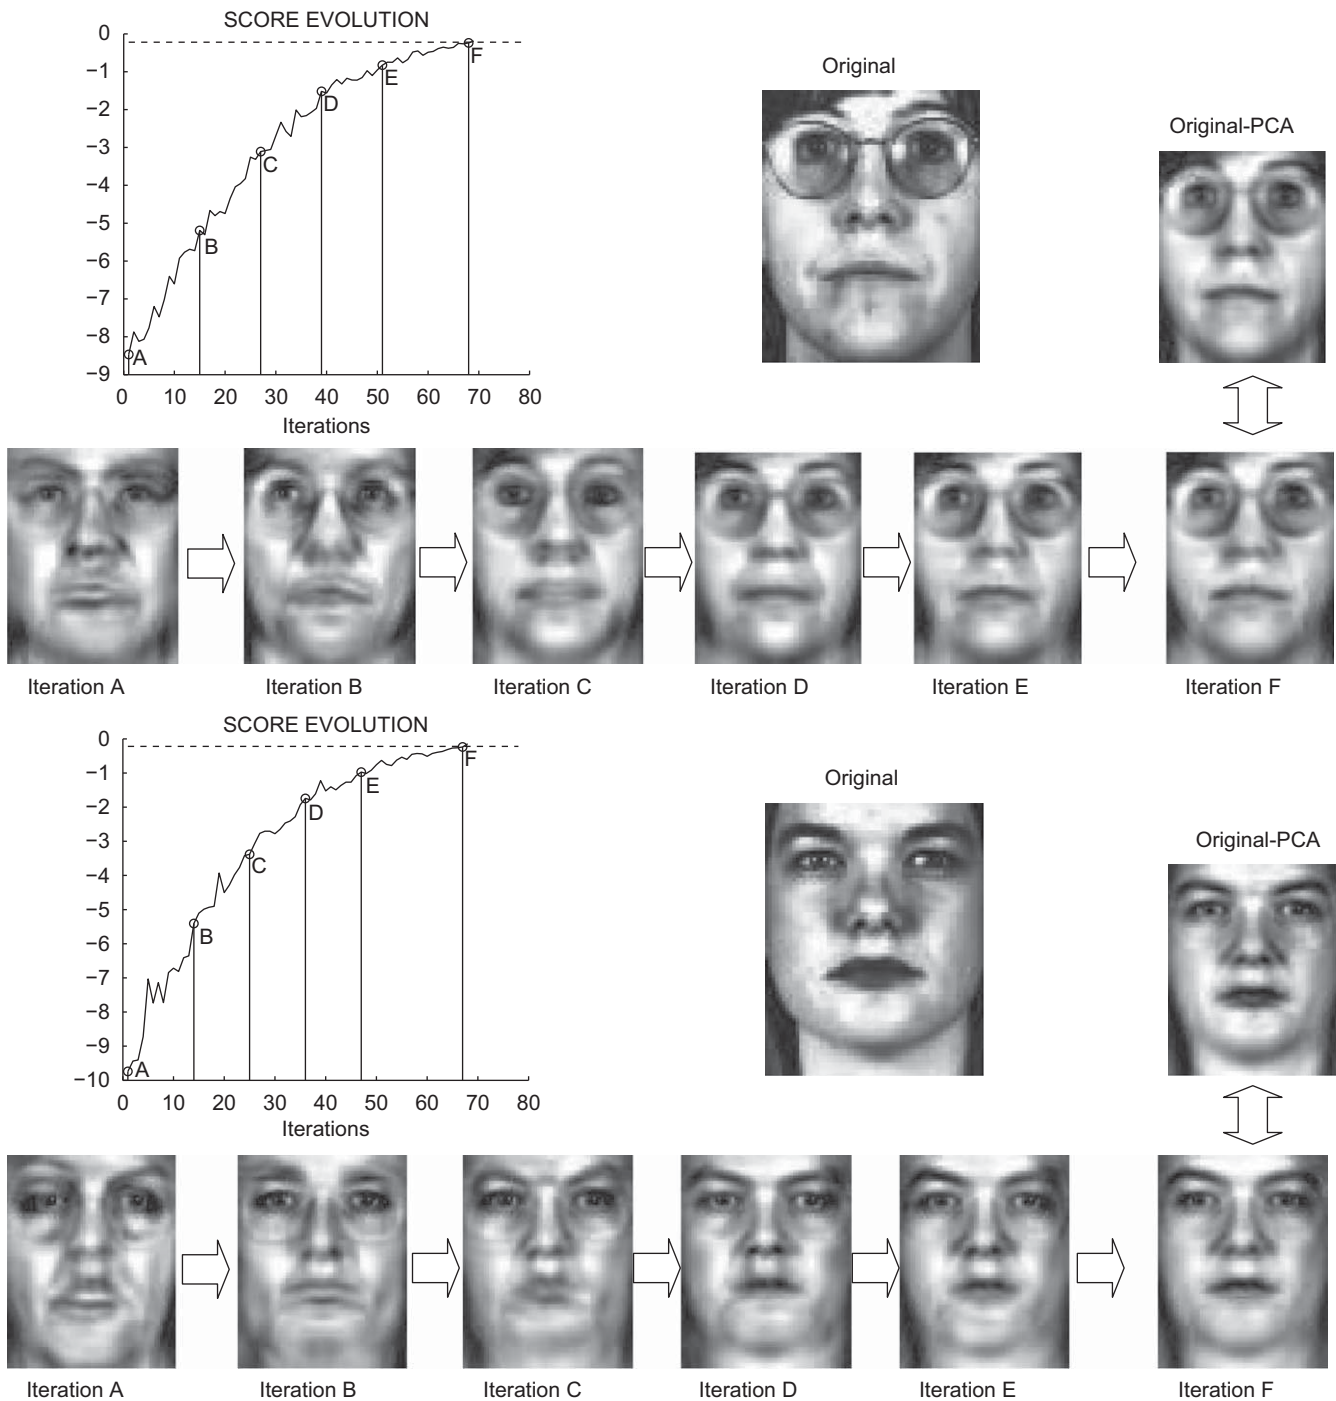 SCORE EVOLUTION
0
−1
−2
−3
−4
−5
−6
−7
−8
−9
A
B
C
D
E
F
0 10 20 30 40 50 60 70 80
Iterations
Original
Original-PCA
Iteration A Iteration B Iteration C Iteration D Iteration E Iteration F
SCORE EVOLUTION
0
−1
−2
−3
−4
−5
−6
−7
−8
−9
−10
A
B
C
D
E
F
0 10 20 30 40 50 60 70 80
Iterations
Original
Original-PCA
Iteration A Iteration B Iteration C Iteration D Iteration E Iteration F